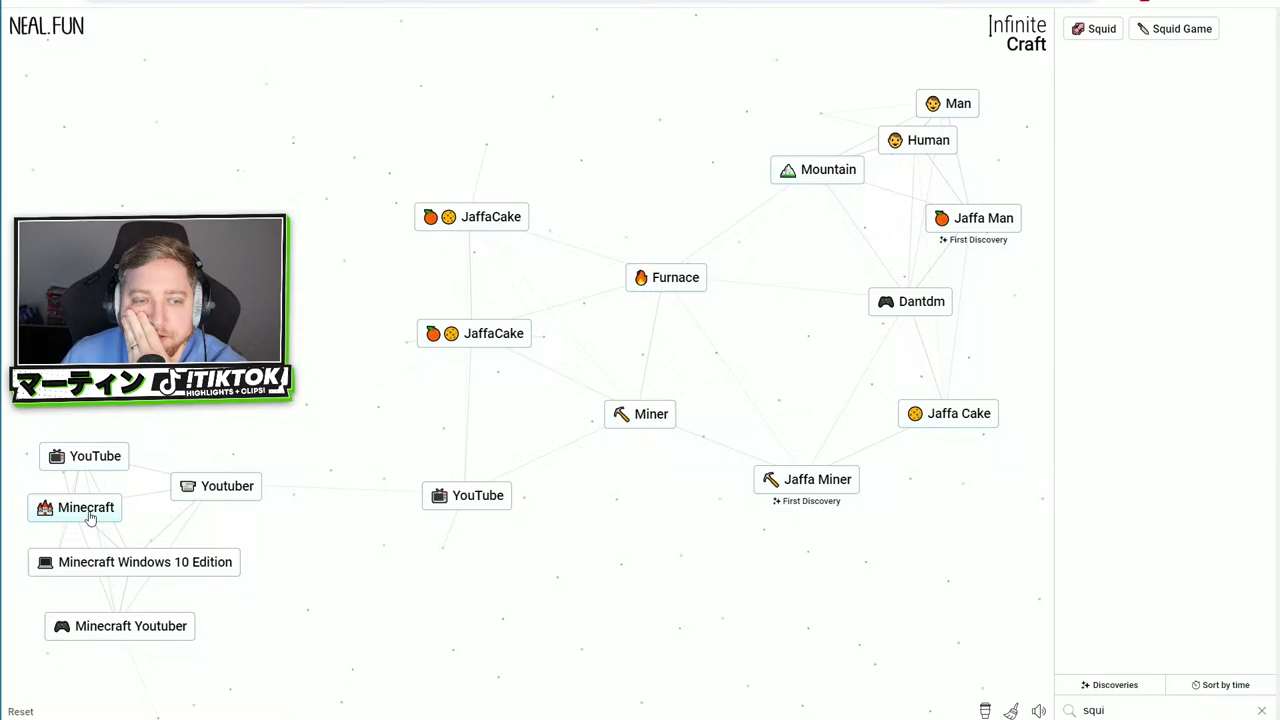 NEAL.FUN
Infinite
Craft
Squid
Squid Game
Man
Human
Mountain
JaffaCake
Jaffa Man
First Discovery
Furnace
Dantdm
JaffaCake
マーティン
!TIKTOK
HIGHLIGHTS + CLIPS!
Miner
Jaffa Cake
YouTube
Youtuber
Jaffa Miner
First Discovery
YouTube
Minecraft
Minecraft Windows 10 Edition
Minecraft Youtuber
Discoveries
Sort by time
Reset
squi